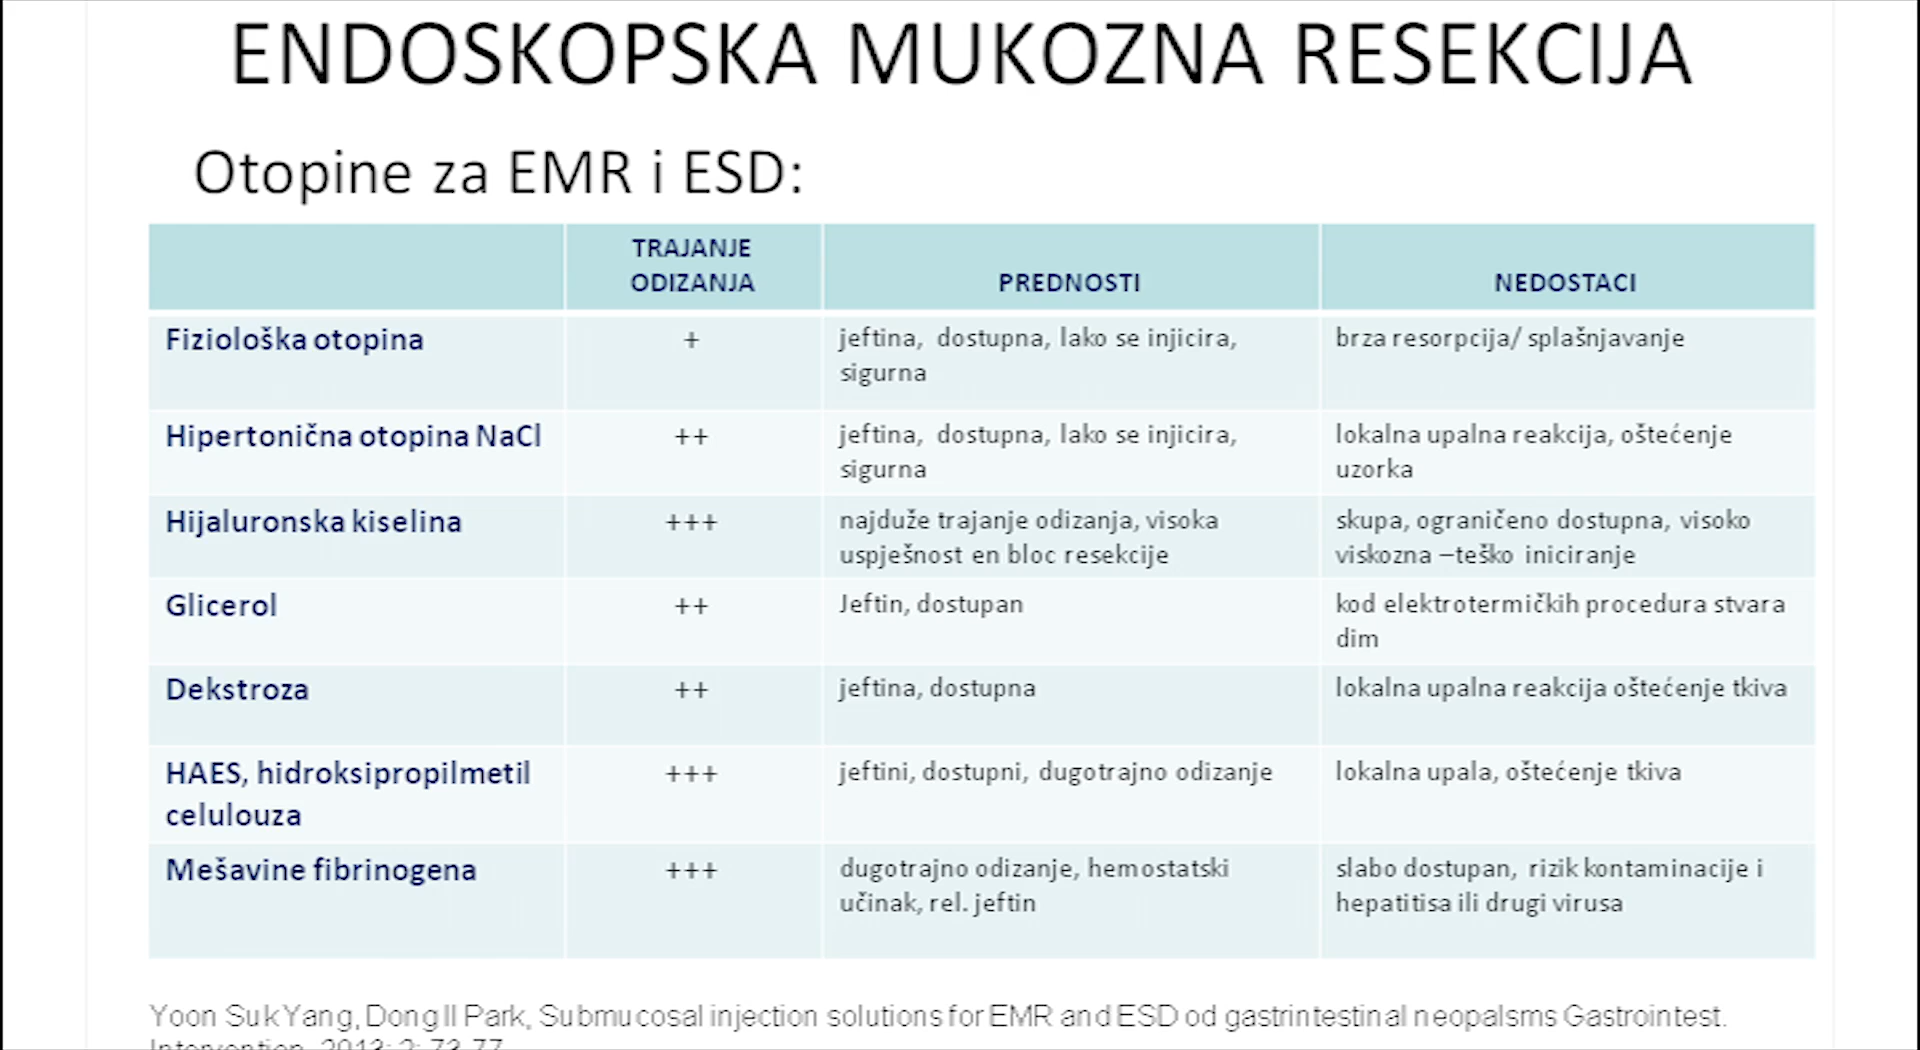 ENDOSKOPSKA MUKOZNA RESEKCIJA
Otopine za EMR i ESD:
TRAJANJE
ODIZANJA
PREDNOSTI
NEDOSTACI
Fiziološka otopina
+
jeftina, dostupna, lako se injicira,
sigurna
brza resorpcija/ splašnjavanje
Hipertonična otopina NaCl
++
jeftina, dostupna, lako se injicira,
sigurna
lokalna upalna reakcija, oštećenje
uzorka
Hijaluronska kiselina
+++
najduže trajanje odizanja, visoka
uspješnost en bloc resekcije
skupa, ograničeno dostupna, visoko
viskozna –teško iniciranje
Glicerol
++
Jeftin, dostupan
kod elektrotermičkih procedura stvara
dim
Dekstroza
++
jeftina, dostupna
lokalna upalna reakcija oštećenje tkiva
HAES, hidroksipropilmetil
celulouza
+++
jeftini, dostupni, dugotrajno odizanje
lokalna upala, oštećenje tkiva
Mešavine fibrinogena
+++
dugotrajno odizanje, hemostatski
učinak, rel. jeftin
slabo dostupan, rizik kontaminacije i
hepatitisa ili drugi virusa
Yoon Suk Yang, Dong Il Park, Submucosal injection solutions for EMR and ESD od gastrintestinal neopalsms Gastrointest.
Intervention 2013; 2: 73-77